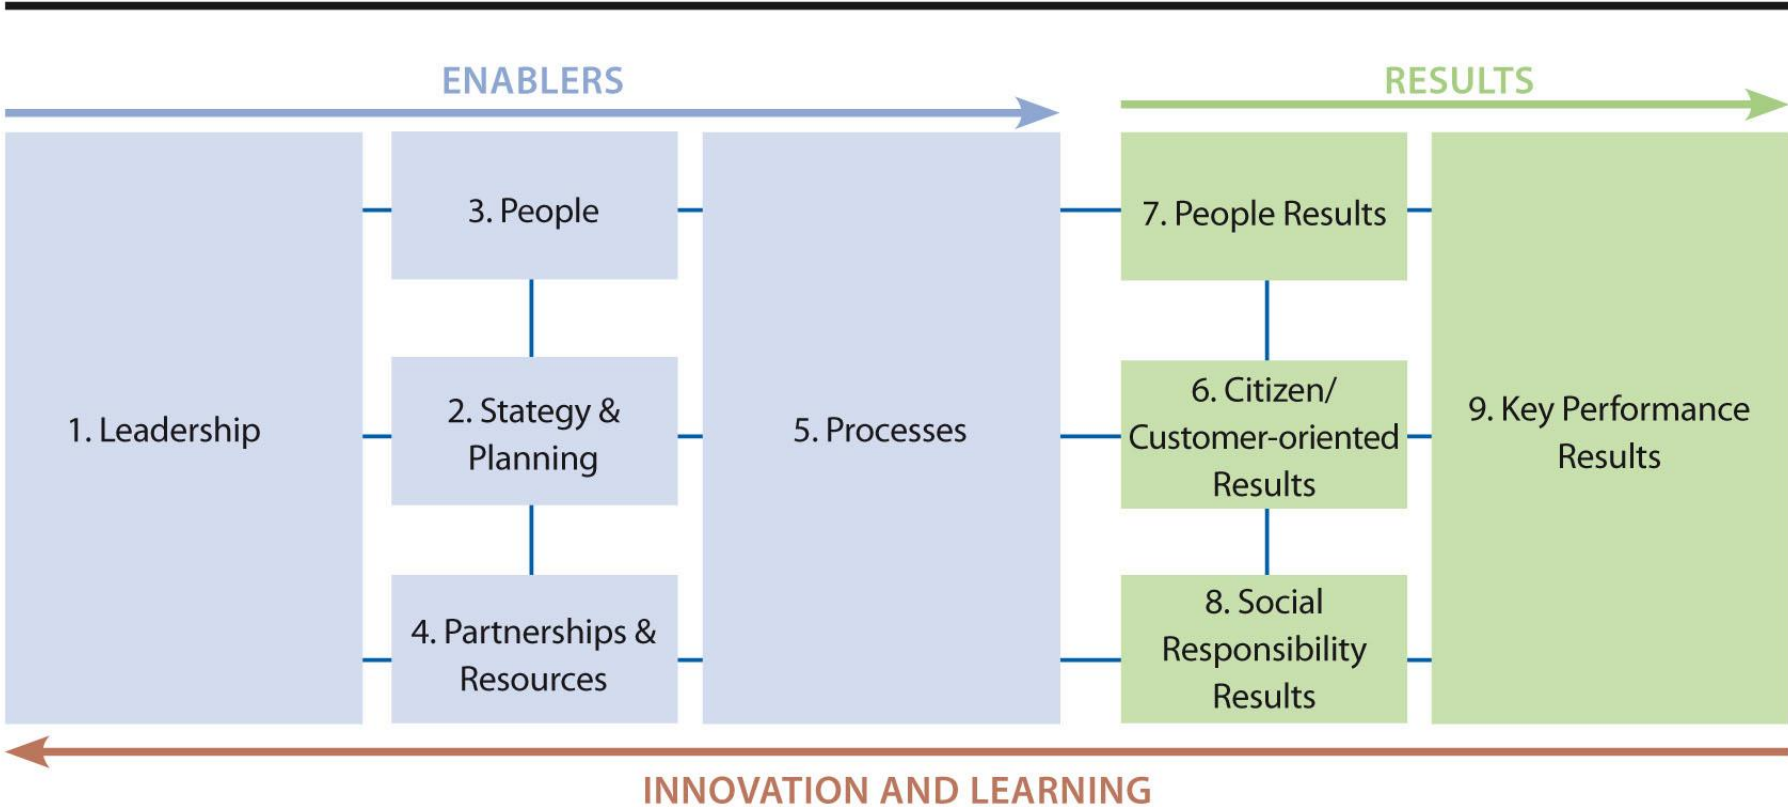 ENABLERS
RESULTS
1. Leadership
3. People
2. Stategy &
Planning
4. Partnerships &
Resources
5. Processes
7. People Results
6. Citizen/
Customer-oriented
Results
8. Social
Responsibility
Results
9. Key Performance
Results
INNOVATION AND LEARNING